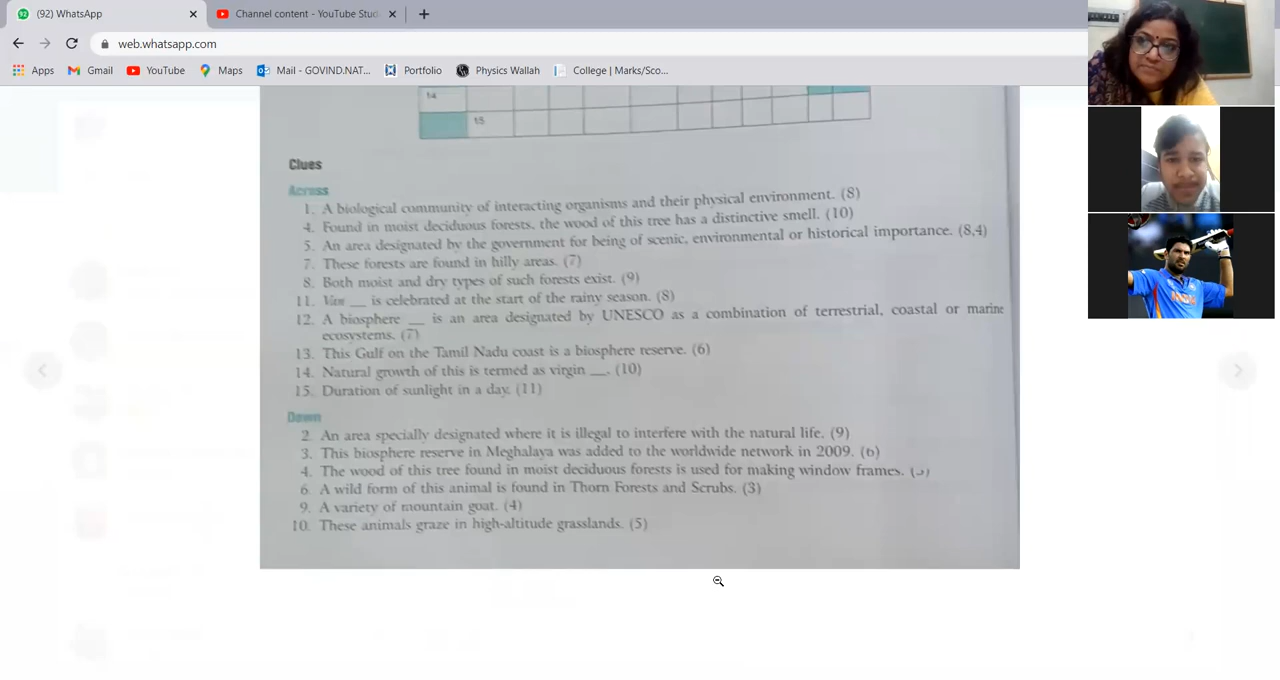 (92) WhatsApp
Channel content - YouTube Stud
web.whatsapp.com
Apps
Gmail
YouTube
Maps
Mail - GOVIND.NAT...
Portfolio
Physics Wallah
College | Marks/Sco...
14
15
Clues
Across
1. A biological community of interacting organisms and their physical environment. (8)
4. Found in moist deciduous forests, the wood of this tree has a distinctive smell. (10)
5. An area designated by the government for being of scenic, environmental or historical importance. (8,4)
7. These forests are found in hilly areas. (7)
8. Both moist and dry types of such forests exist. (9)
11. Van __ is celebrated at the start of the rainy season. (8)
12. A biosphere __ is an area designated by UNESCO as a combination of terrestrial, coastal or marine
ecosystems. (7)
13. This Gulf on the Tamil Nadu coast is a biosphere reserve. (6)
14. Natural growth of this is termed as virgin __. (10)
15. Duration of sunlight in a day. (11)
Down
2. An area specially designated where it is illegal to interfere with the natural life. (9)
3. This biosphere reserve in Meghalaya was added to the worldwide network in 2009. (6)
4. The wood of this tree found in moist deciduous forests is used for making window frames.
6. A wild form of this animal is found in Thorn Forests and Scrubs. (3)
9. A variety of mountain goat. (4)
10. These animals graze in high-altitude grasslands. (5)